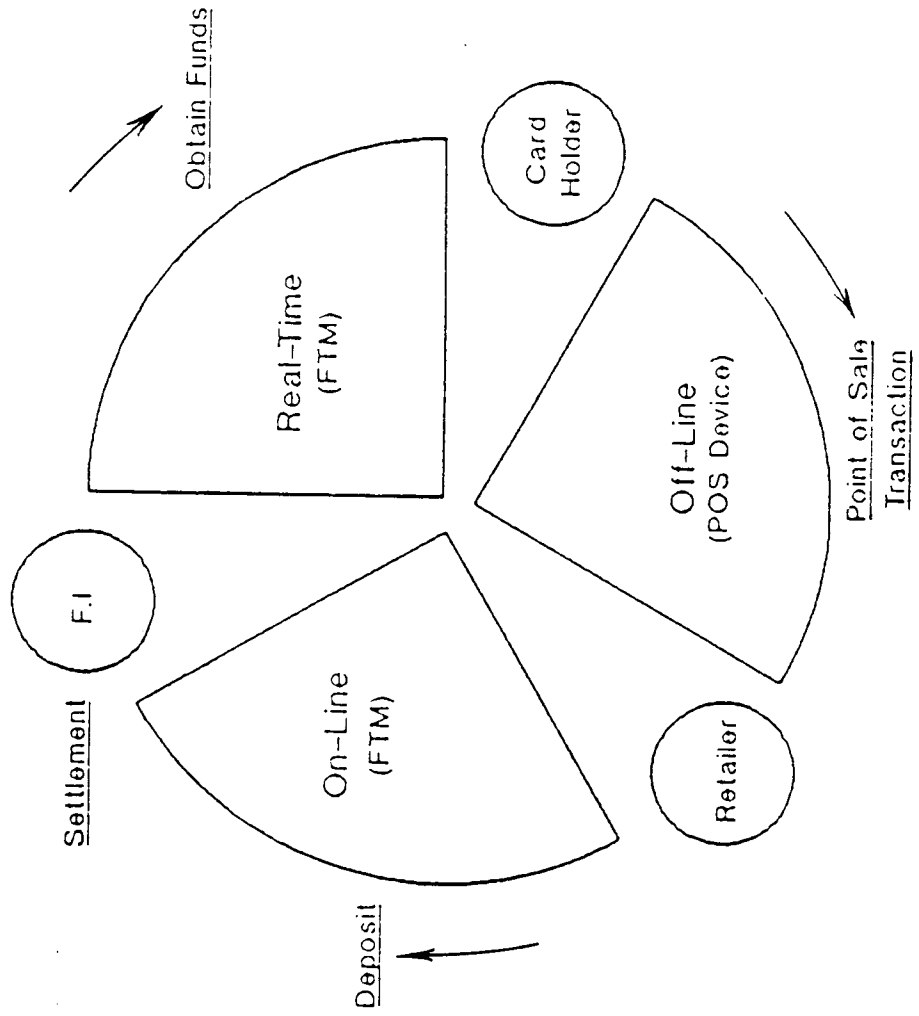 Settlement
F.I
Obtain Funds
Deposit
On-Line
(FTM)
Real-Time
(FTM)
Card
Holder
Retailer
Off-Line
(POS Device)
Point of Sale
Transaction